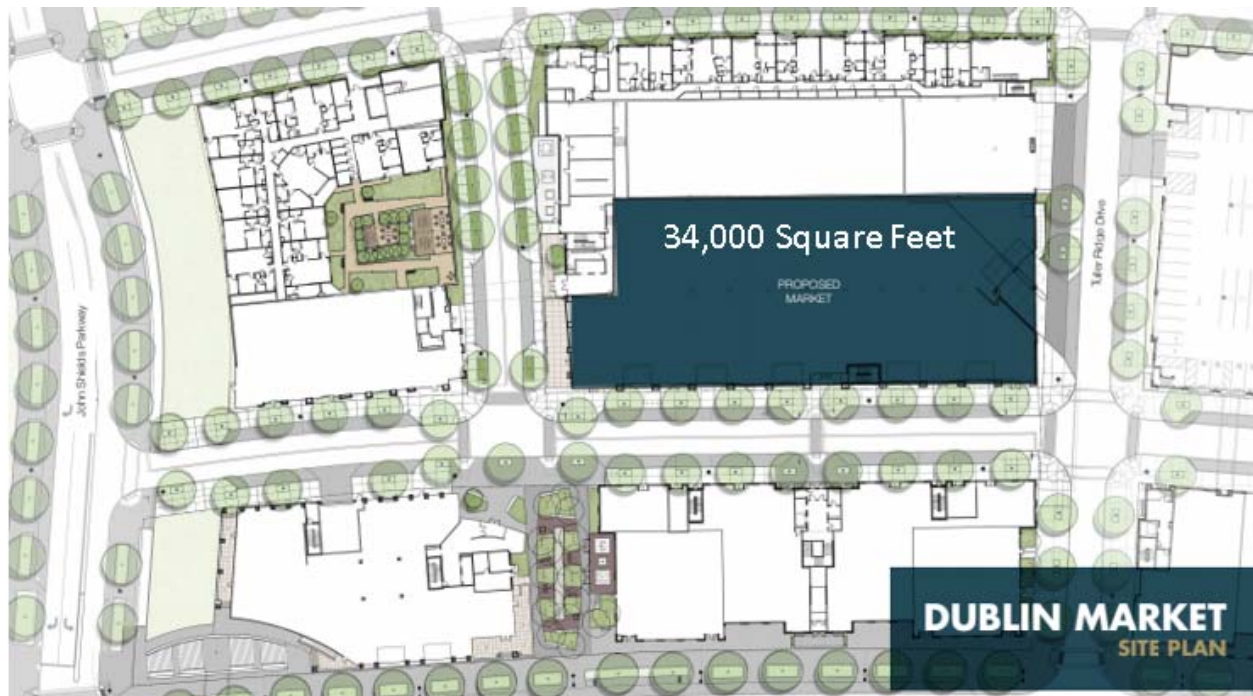 34,000 Square Feet
PROPOSED
MARKET
John Shields Parkway
Tuller Ridge Drive
DUBLIN MARKET
SITE PLAN